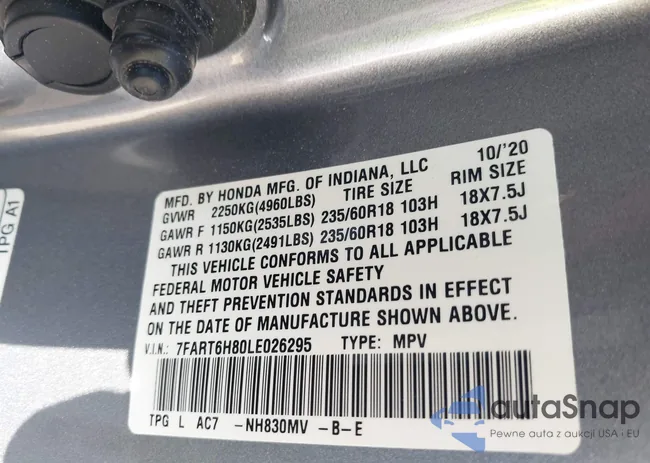 MFD. BY HONDA MFG. OF INDIANA, LLC 10/'20
GVWR 2250KG(4960LBS) TIRE SIZE RIM SIZE
GAWR F 1150KG(2535LBS) 235/60R18 103H 18X7.5J
GAWR R 1130KG(2491LBS) 235/60R18 103H 18X7.5J
THIS VEHICLE CONFORMS TO ALL APPLICABLE
FEDERAL MOTOR VEHICLE SAFETY
AND THEFT PREVENTION STANDARDS IN EFFECT
ON THE DATE OF MANUFACTURE SHOWN ABOVE.
V.I.N.: 7FART6H80LE026295 TYPE: MPV
TPG L AC7 -NH830MV -B-E
TPG A1
autaSnap
Pewne auta z aukcji USA · EU